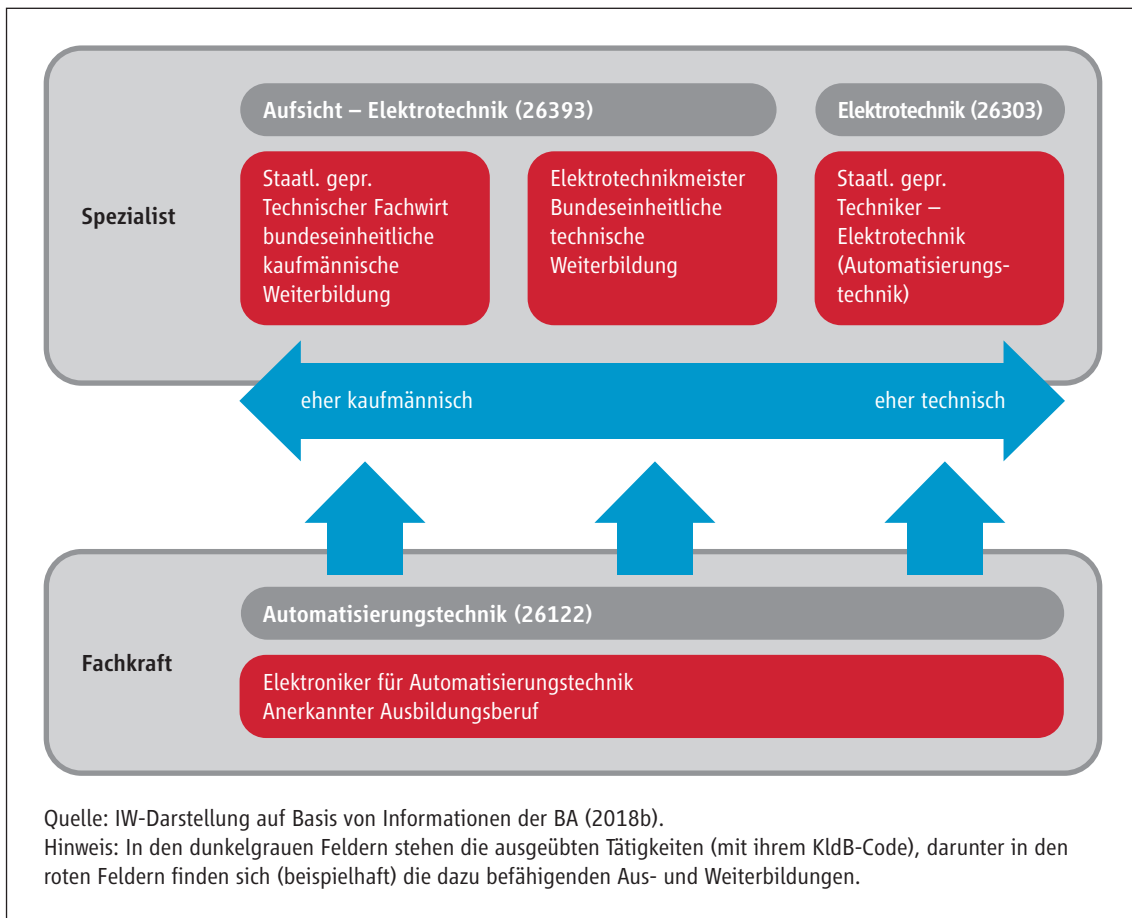 Aufsicht – Elektrotechnik (26393)
Elektrotechnik (26303)
Spezialist
Staatl. gepr.
Technischer Fachwirt
bundeseinheitliche
kaufmännische
Weiterbildung
Elektrotechnikmeister
Bundeseinheitliche
technische
Weiterbildung
Staatl. gepr.
Techniker –
Elektrotechnik
(Automatisierungs-
technik)
eher kaufmännisch
eher technisch
Automatisierungstechnik (26122)
Fachkraft
Elektroniker für Automatisierungstechnik
Anerkannter Ausbildungsberuf
Quelle: IW-Darstellung auf Basis von Informationen der BA (2018b).
Hinweis: In den dunkelgrauen Feldern stehen die ausgeübten Tätigkeiten (mit ihrem KldB-Code), darunter in den
roten Feldern finden sich (beispielhaft) die dazu befähigenden Aus- und Weiterbildungen.